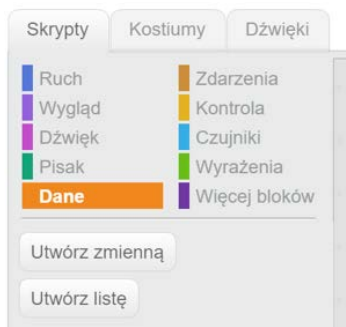 Skrypty Kostiumy Dźwięki
Ruch Zdarzenia
Wygląd Kontrola
Dźwięk Czujniki
Pisak Wyrażenia
Dane Więcej bloków
Utwórz zmienną
Utwórz listę